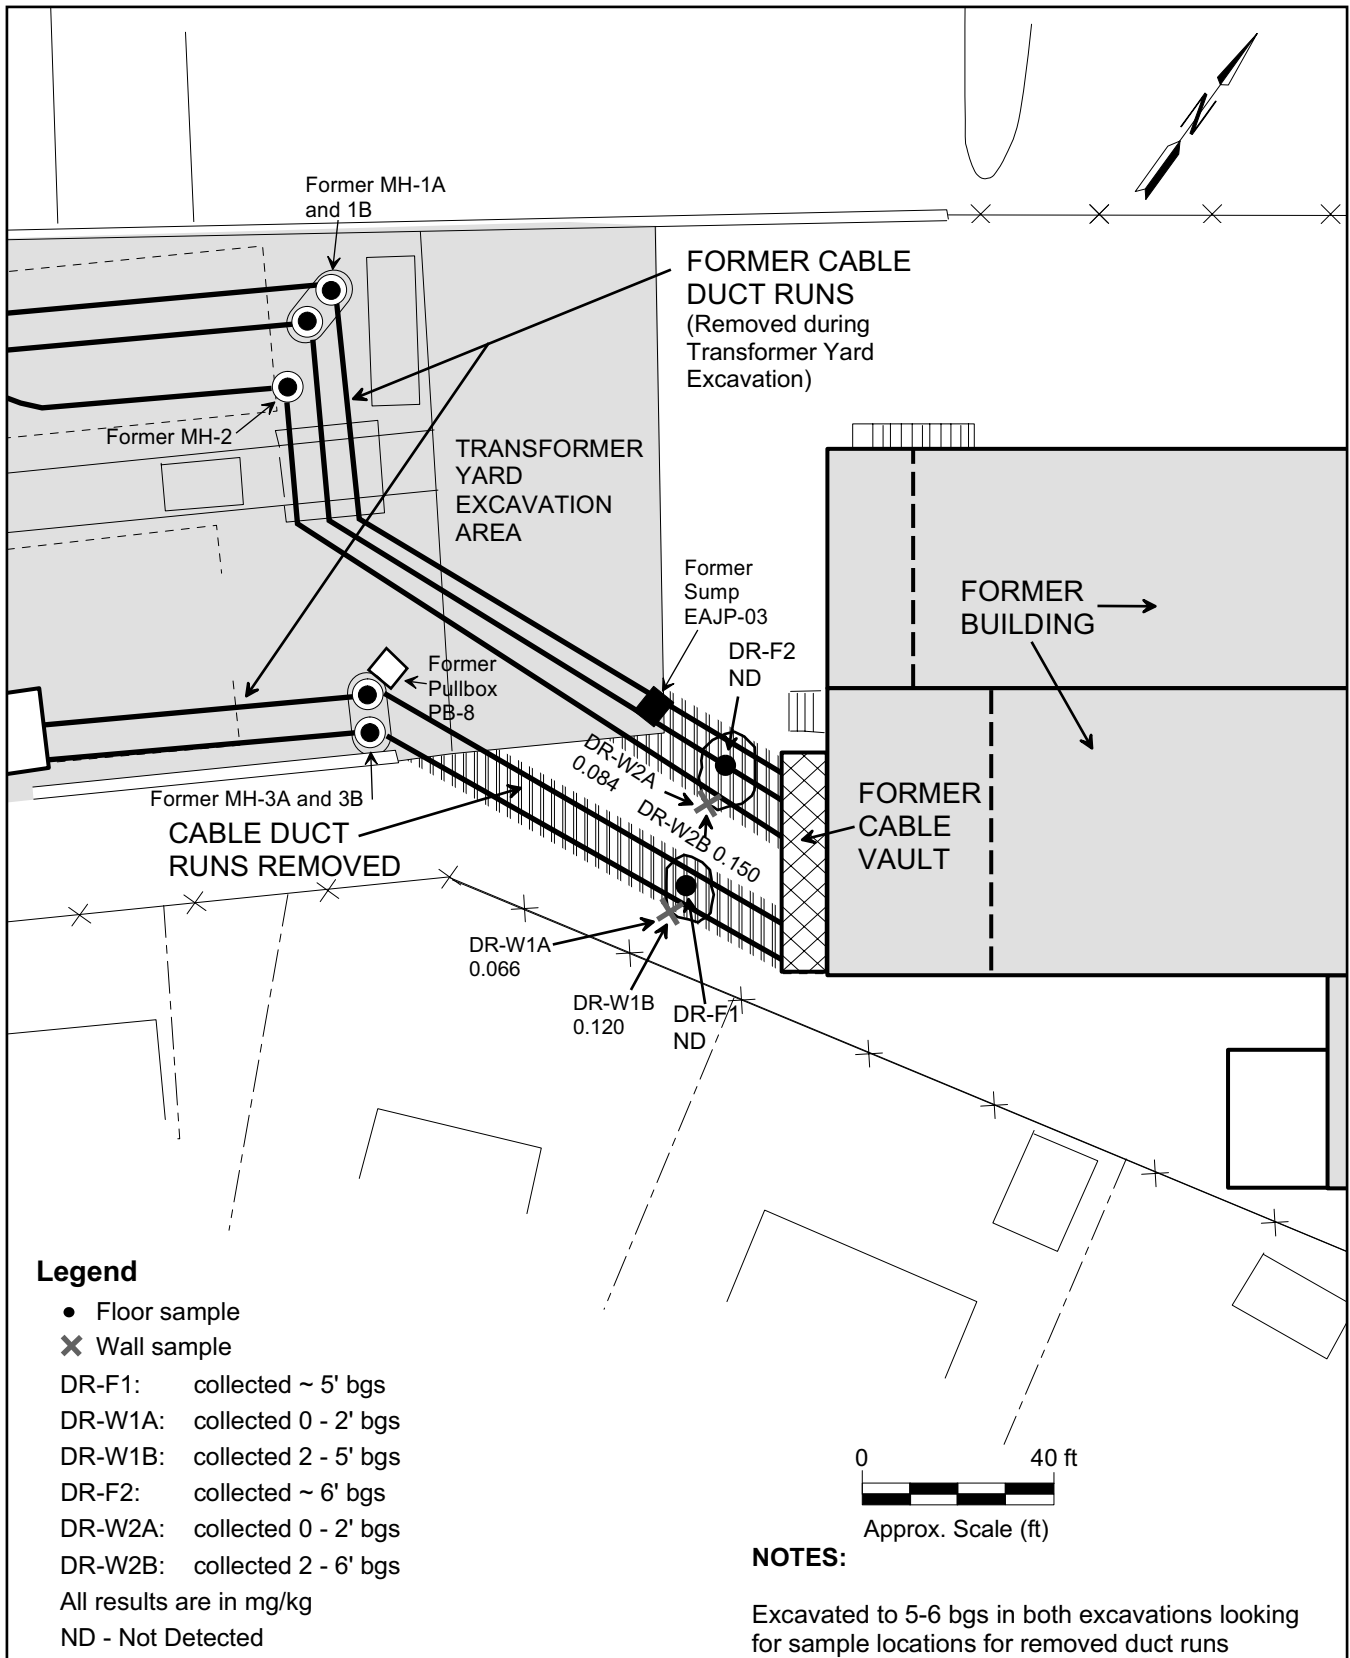 N
Former MH-1A
and 1B
FORMER CABLE
DUCT RUNS
(Removed during
Transformer Yard
Excavation)
Former MH-2
TRANSFORMER
YARD
EXCAVATION
AREA
Former
Sump
EAJP-03
FORMER
BUILDING
DR-F2
ND
Former
Pullbox
PB-8
DR-W2A
0.084
DR-W2B 0.150
Former MH-3A and 3B
CABLE DUCT
RUNS REMOVED
FORMER
CABLE
VAULT
DR-W1A
0.066
DR-W1B
0.120
DR-F1
ND
Legend
Floor sample
Wall sample
DR-F1: collected ~ 5' bgs
DR-W1A: collected 0 - 2' bgs
DR-W1B: collected 2 - 5' bgs
DR-F2: collected ~ 6' bgs
DR-W2A: collected 0 - 2' bgs
DR-W2B: collected 2 - 6' bgs
All results are in mg/kg
ND - Not Detected
0 40 ft
Approx. Scale (ft)
NOTES:
Excavated to 5-6 bgs in both excavations looking
for sample locations for removed duct runs